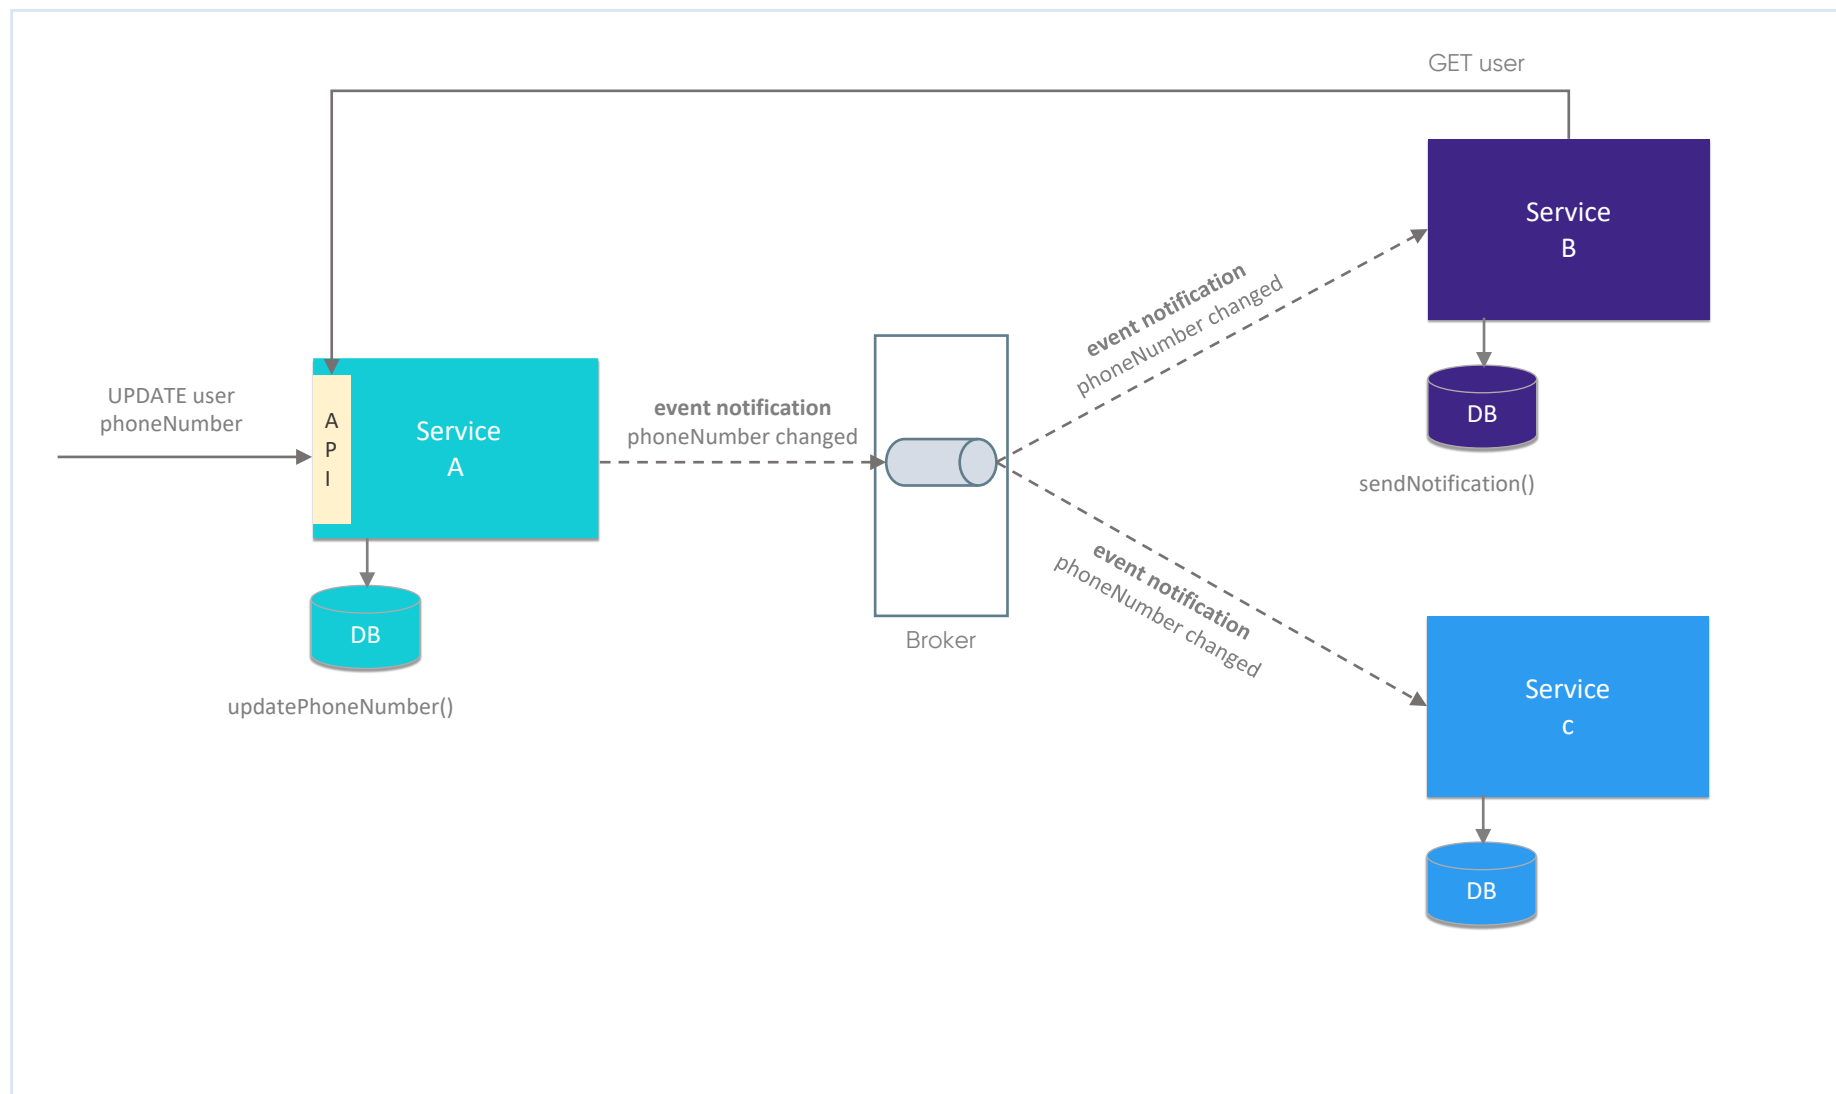 GET user
Service
B
event notification
phoneNumber changed
DB
sendNotification()
UPDATE user
phoneNumber
A
P
I
Service
A
event notification
phoneNumber changed
DB
updatePhoneNumber()
Broker
event notification
phoneNumber changed
Service
c
DB